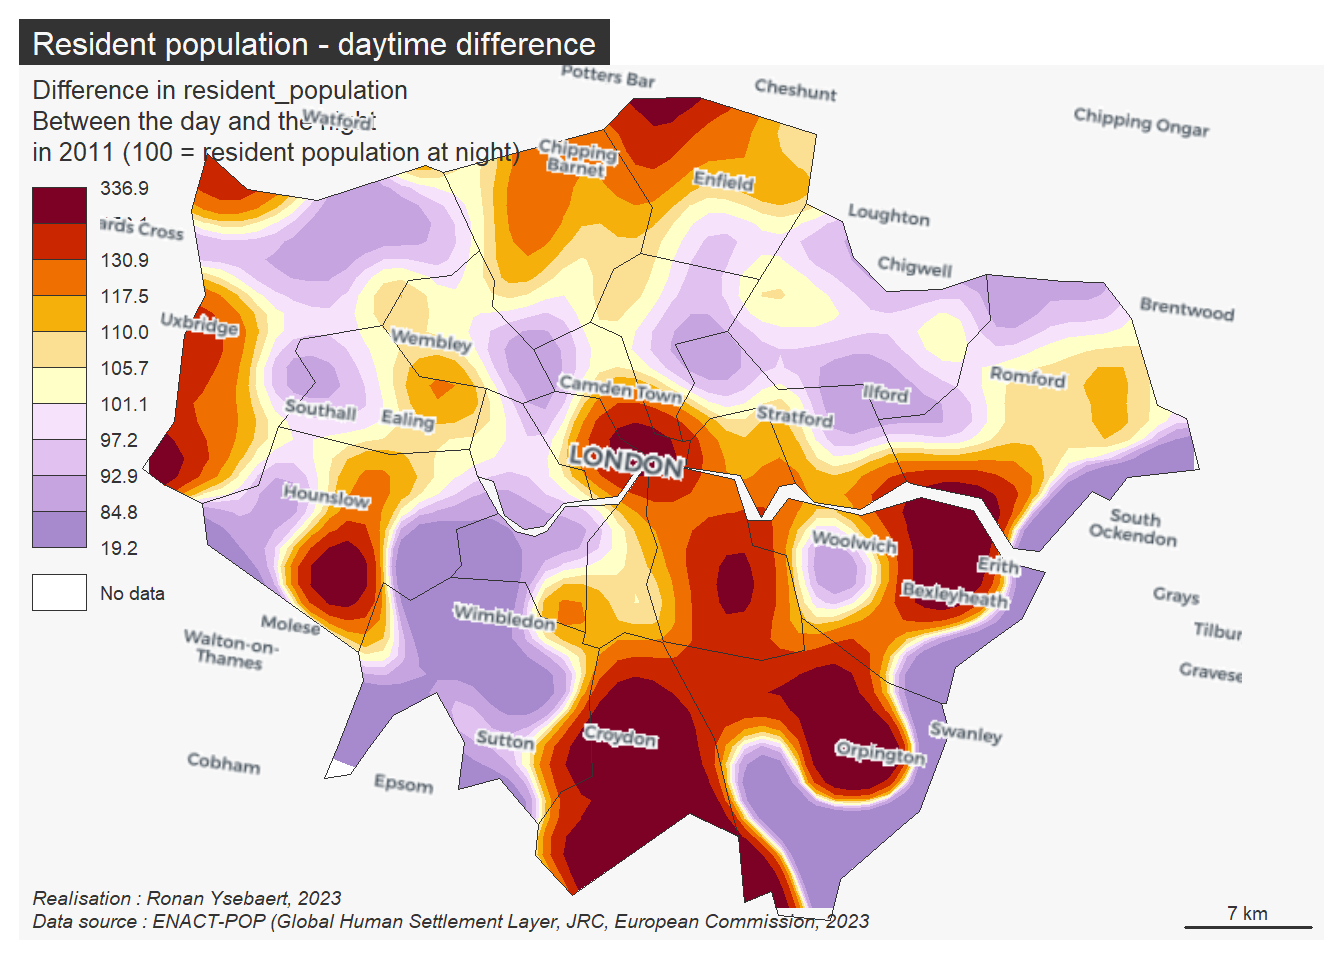 Resident population - daytime difference
Difference in resident_population
Between the day and the night
in 2011 (100 = resident population at night)
Potters Bar
Cheshunt
Chipping Ongar
Watford
Chipping
Barnet
Enfield
Loughton
Chigwell
Brentwood
336.9
ards Cross
130.9
117.5
110.0
105.7
101.1
97.2
92.9
84.8
19.2
No data
Uxbridge
Wembley
Camden Town
Romford
Ilford
Southall
Ealing
Stratford
LONDON
Hounslow
Woolwich
South
Ockendon
Erith
Bexleyheath
Grays
Wimbledon
Molese
Tilbur
Walton-on-
Thames
Gravese
Sutton
Croydon
Orpington
Swanley
Cobham
Epsom
Realisation : Ronan Ysebaert, 2023
Data source : ENACT-POP (Global Human Settlement Layer, JRC, European Commission, 2023
7 km